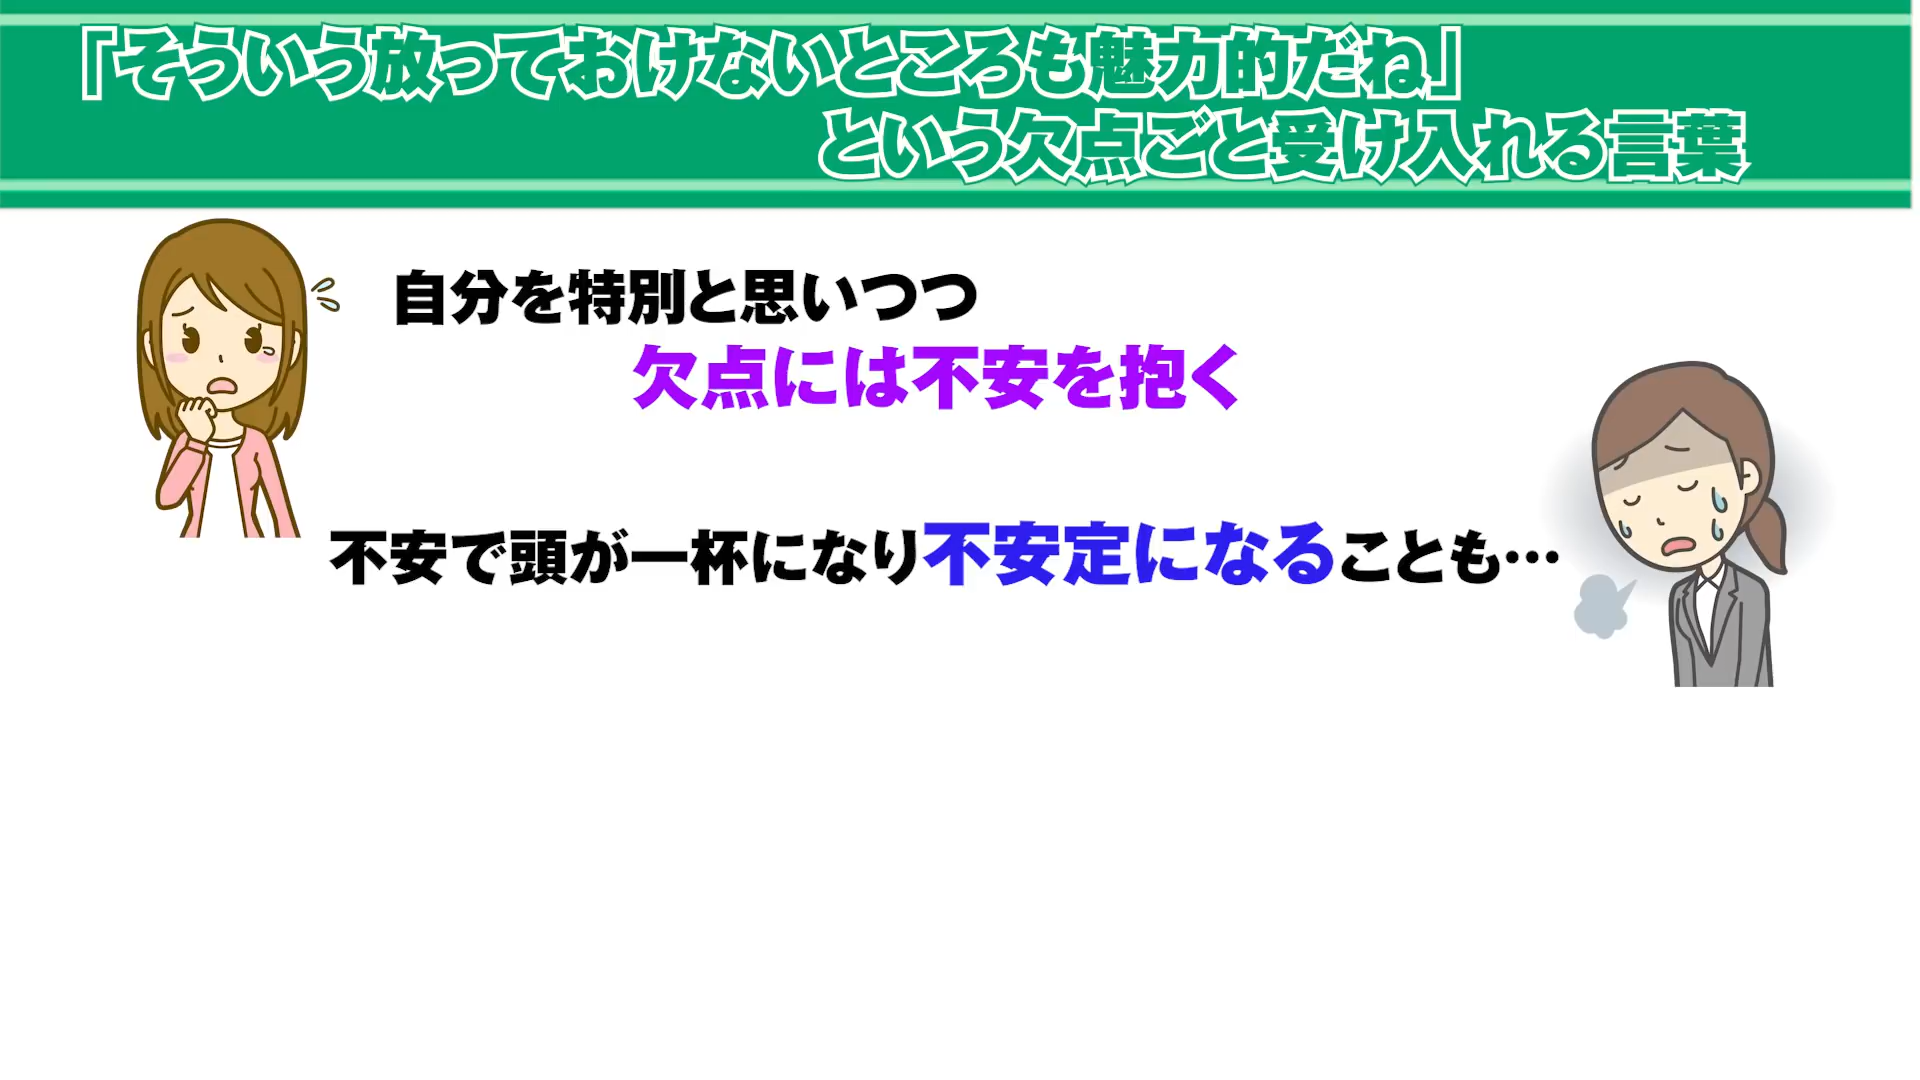 「そういう放っておけないところも魅力的だね」
という欠点ごと受け入れる言葉
自分を特別と思いつつ
欠点には不安を抱く
不安で頭が一杯になり不安定になることも…